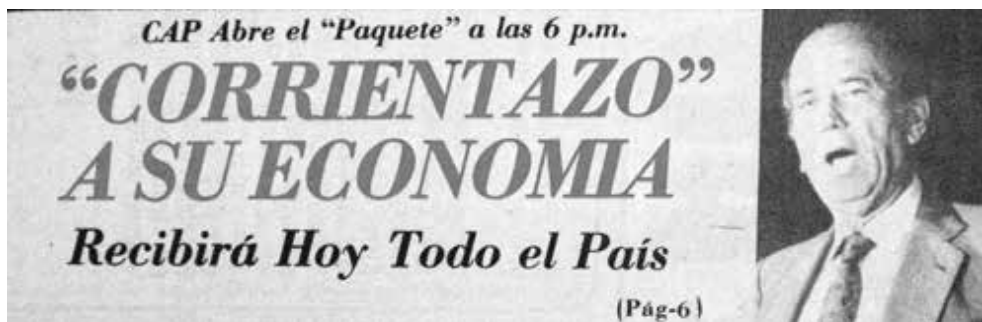 CAP Abre el “Paquete” a las 6 p.m.
“CORRIENTAZO”
A SU ECONOMIA
Recibirá Hoy Todo el País
(Pág-6)